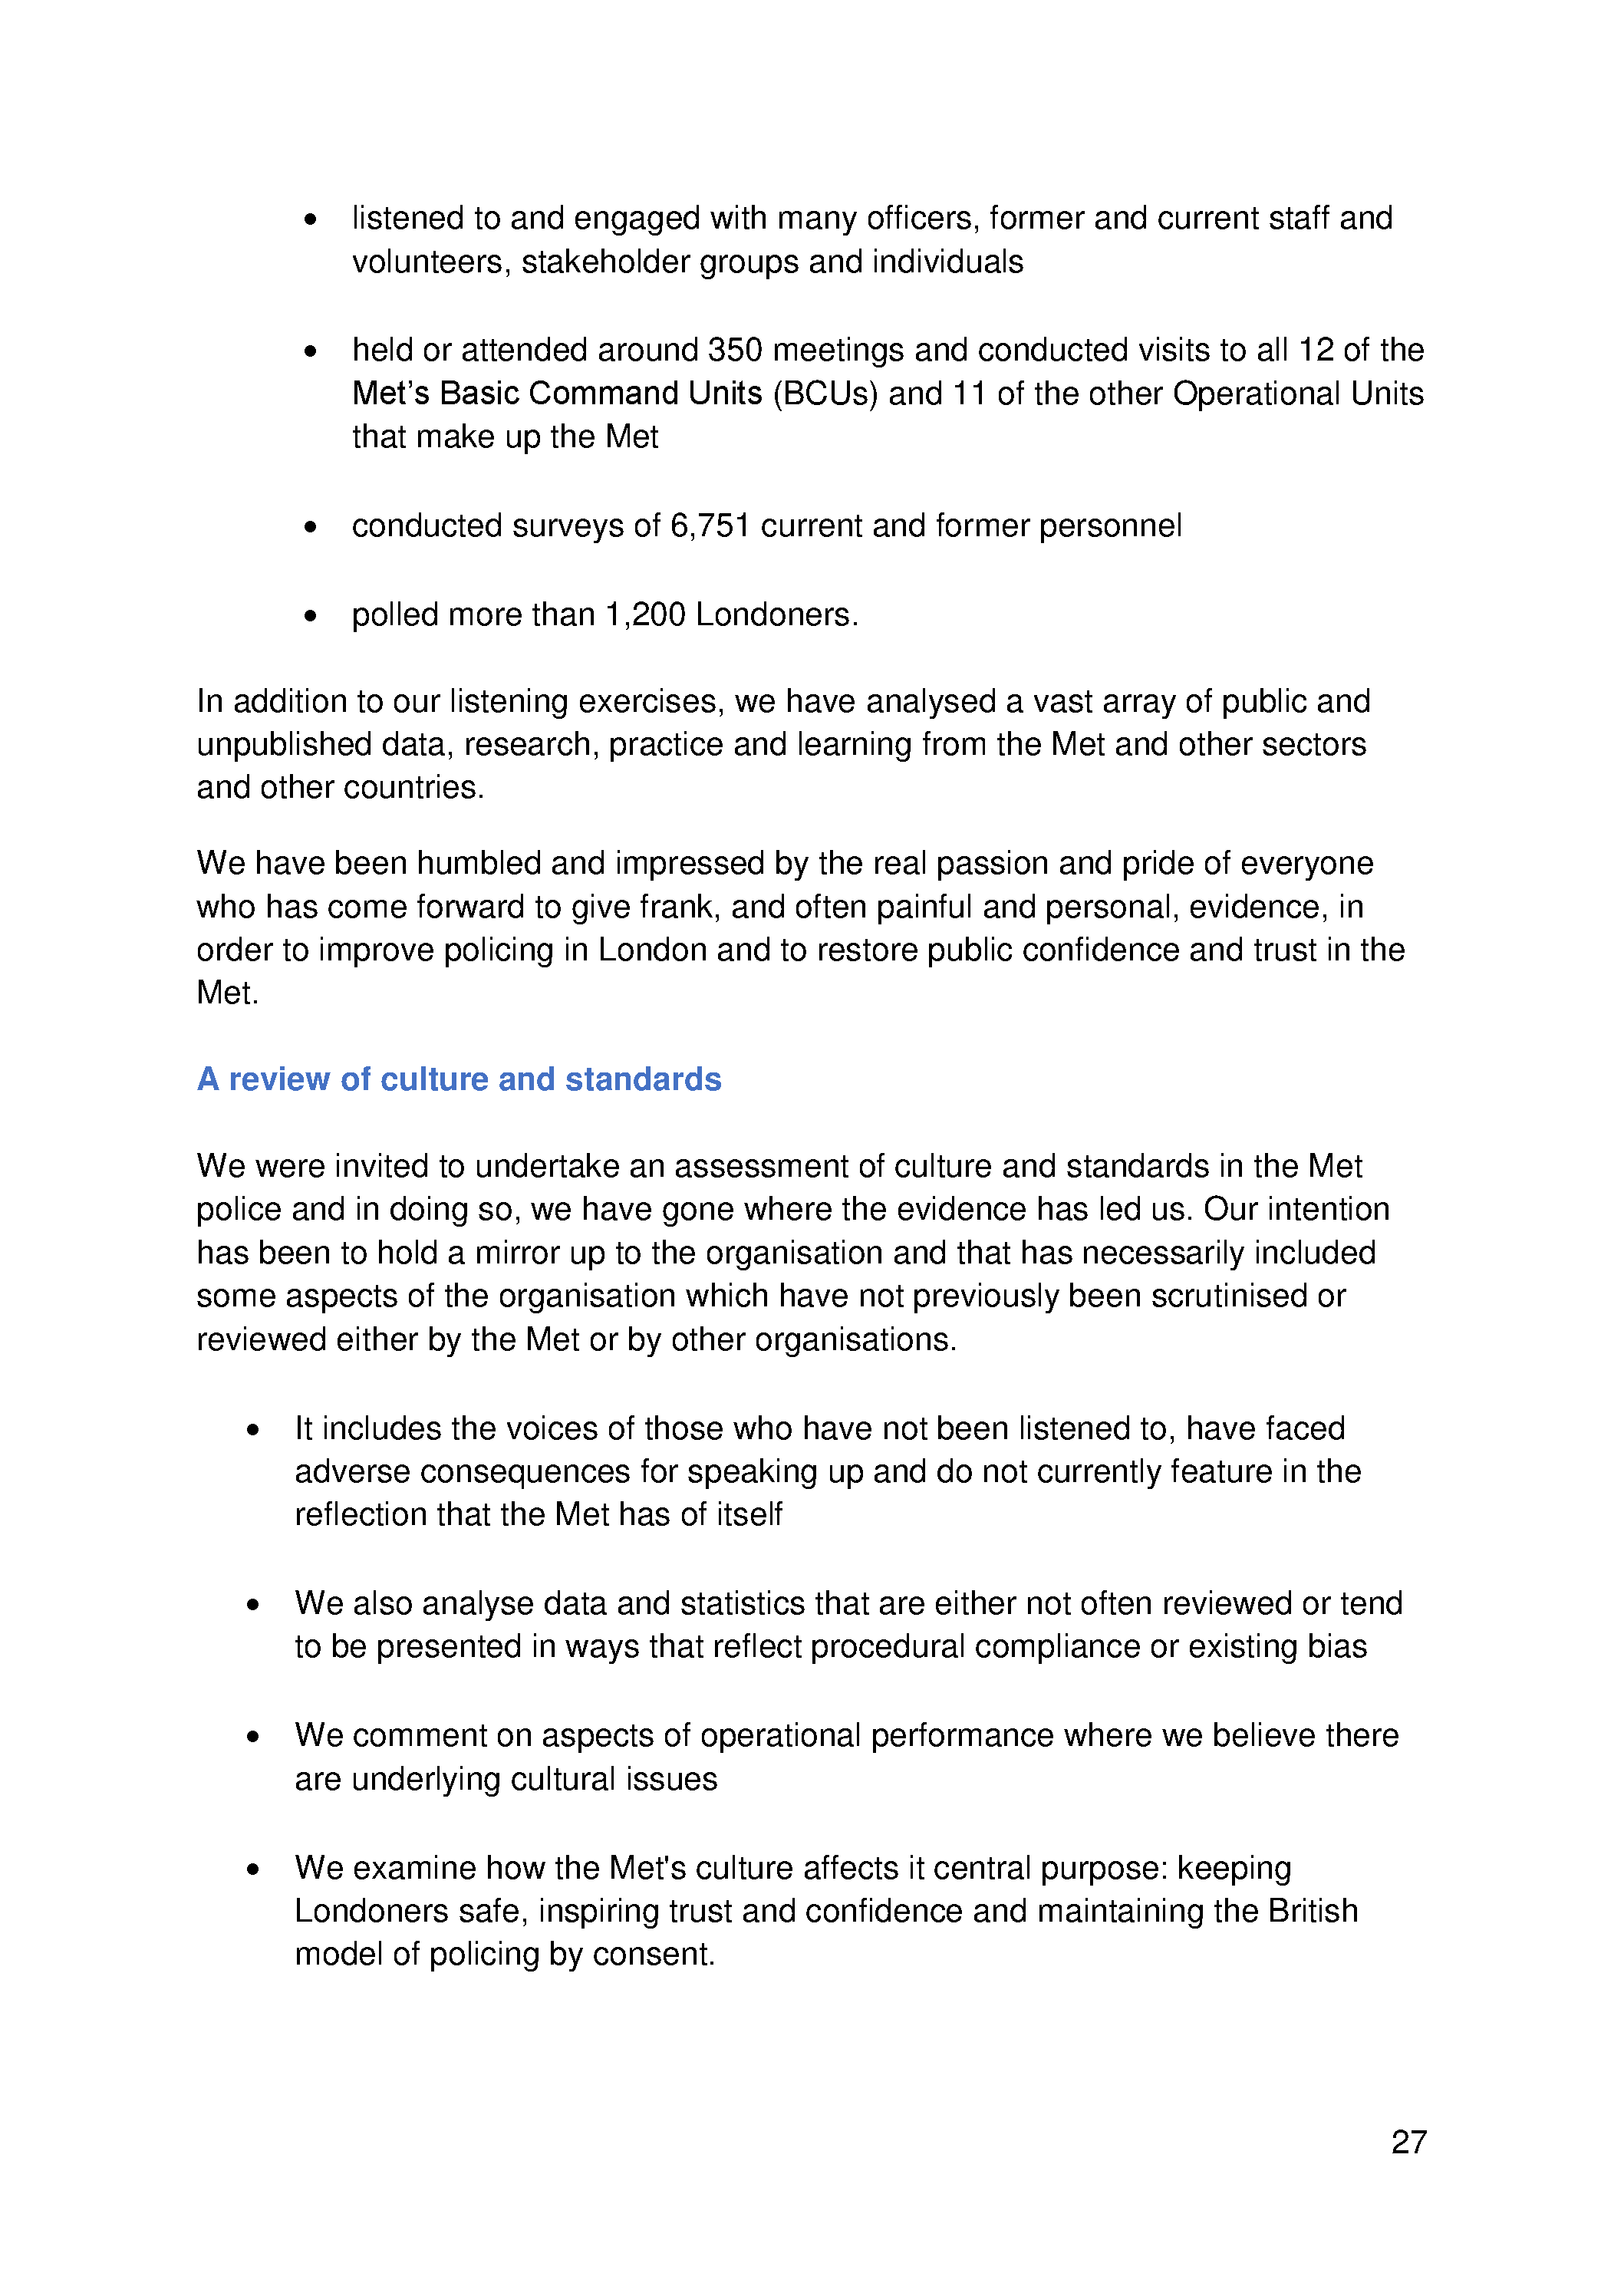 • listened to and engaged with many officers, former and current staff and
volunteers, stakeholder groups and individuals
• held or attended around 350 meetings and conducted visits to all 12 of the
Met’s Basic Command Units (BCUs) and 11 of the other Operational Units
that make up the Met
• conducted surveys of 6,751 current and former personnel
• polled more than 1,200 Londoners.
In addition to our listening exercises, we have analysed a vast array of public and
unpublished data, research, practice and learning from the Met and other sectors
and other countries.
We have been humbled and impressed by the real passion and pride of everyone
who has come forward to give frank, and often painful and personal, evidence, in
order to improve policing in London and to restore public confidence and trust in the
Met.
A review of culture and standards
We were invited to undertake an assessment of culture and standards in the Met
police and in doing so, we have gone where the evidence has led us. Our intention
has been to hold a mirror up to the organisation and that has necessarily included
some aspects of the organisation which have not previously been scrutinised or
reviewed either by the Met or by other organisations.
• It includes the voices of those who have not been listened to, have faced
adverse consequences for speaking up and do not currently feature in the
reflection that the Met has of itself
• We also analyse data and statistics that are either not often reviewed or tend
to be presented in ways that reflect procedural compliance or existing bias
• We comment on aspects of operational performance where we believe there
are underlying cultural issues
• We examine how the Met's culture affects it central purpose: keeping
Londoners safe, inspiring trust and confidence and maintaining the British
model of policing by consent.
27